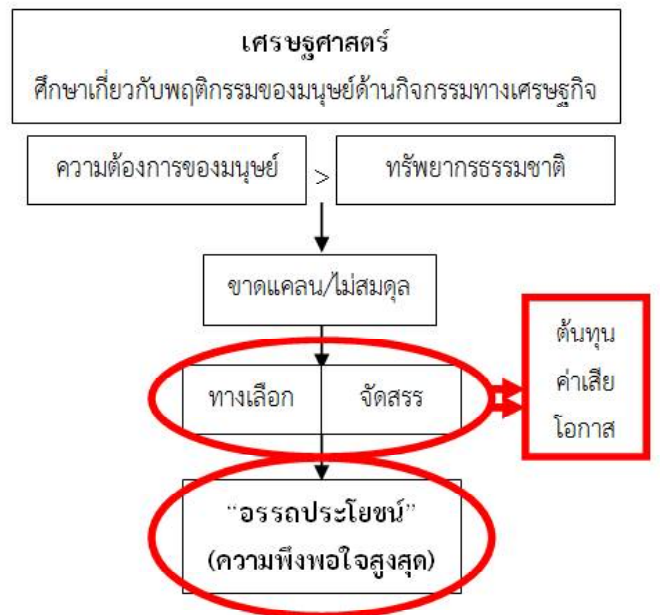 เศรษฐศาสตร์
ศึกษาเกี่ยวกับพฤติกรรมของมนุษย์ด้านกิจกรรมทางเศรษฐกิจ
ความต้องการของมนุษย์ > ทรัพยากรธรรมชาติ
ขาดแคลน/ไม่สมดุล
ทางเลือก จัดสรร
ต้นทุน
ค่าเสีย
โอกาส
“อรรถประโยชน์”
(ความพึงพอใจสูงสุด)